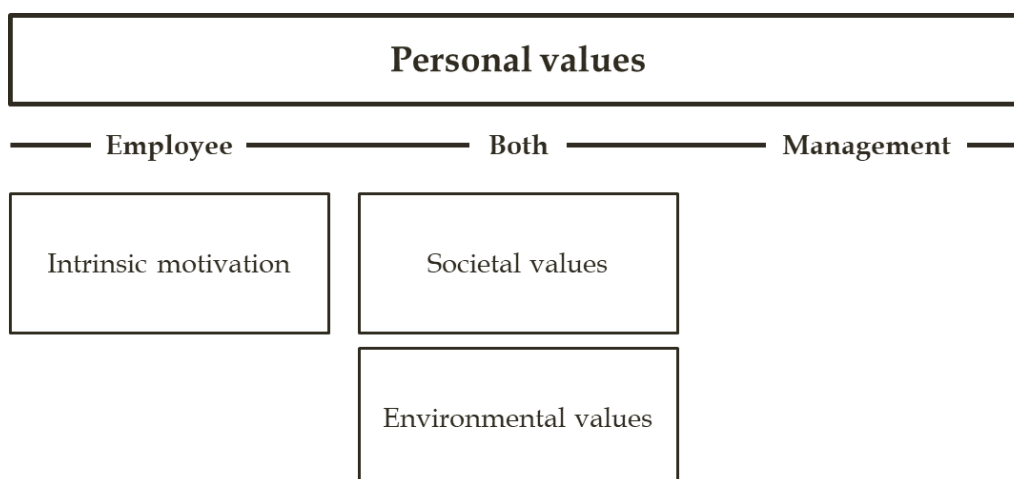 Personal values
Employee Both Management
Intrinsic motivation Societal values
Environmental values